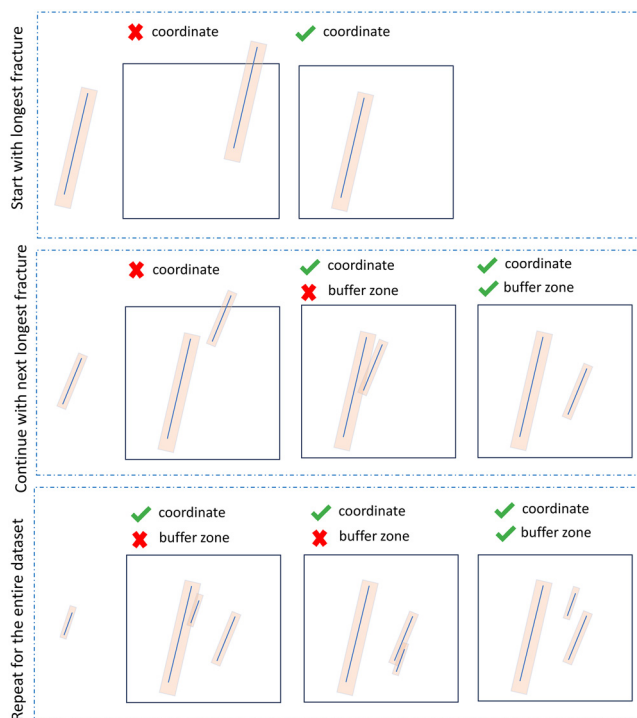 Start with longest fracture
coordinate
coordinate
Continue with next longest fracture
coordinate
coordinate
buffer zone
coordinate
buffer zone
Repeat for the entire dataset
coordinate
buffer zone
coordinate
buffer zone
coordinate
buffer zone